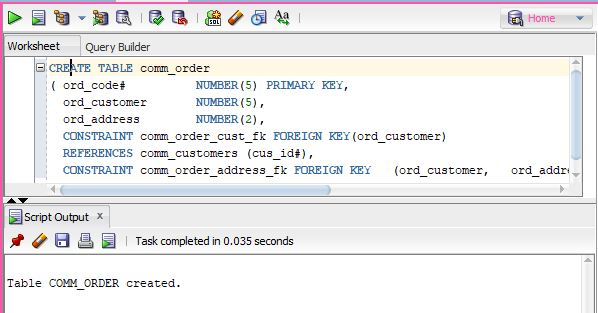 Home
Worksheet Query Builder
CREATE TABLE comm_order
( ord_code# NUMBER(5) PRIMARY KEY,
ord_customer NUMBER(5),
ord_address NUMBER(2),
CONSTRAINT comm_order_cust_fk FOREIGN KEY(ord_customer)
REFERENCES comm_customers (cus_id#),
CONSTRAINT comm_order_address_fk FOREIGN KEY (ord_customer, ord_addre
Script Output x
Task completed in 0.035 seconds
Table COMM_ORDER created.